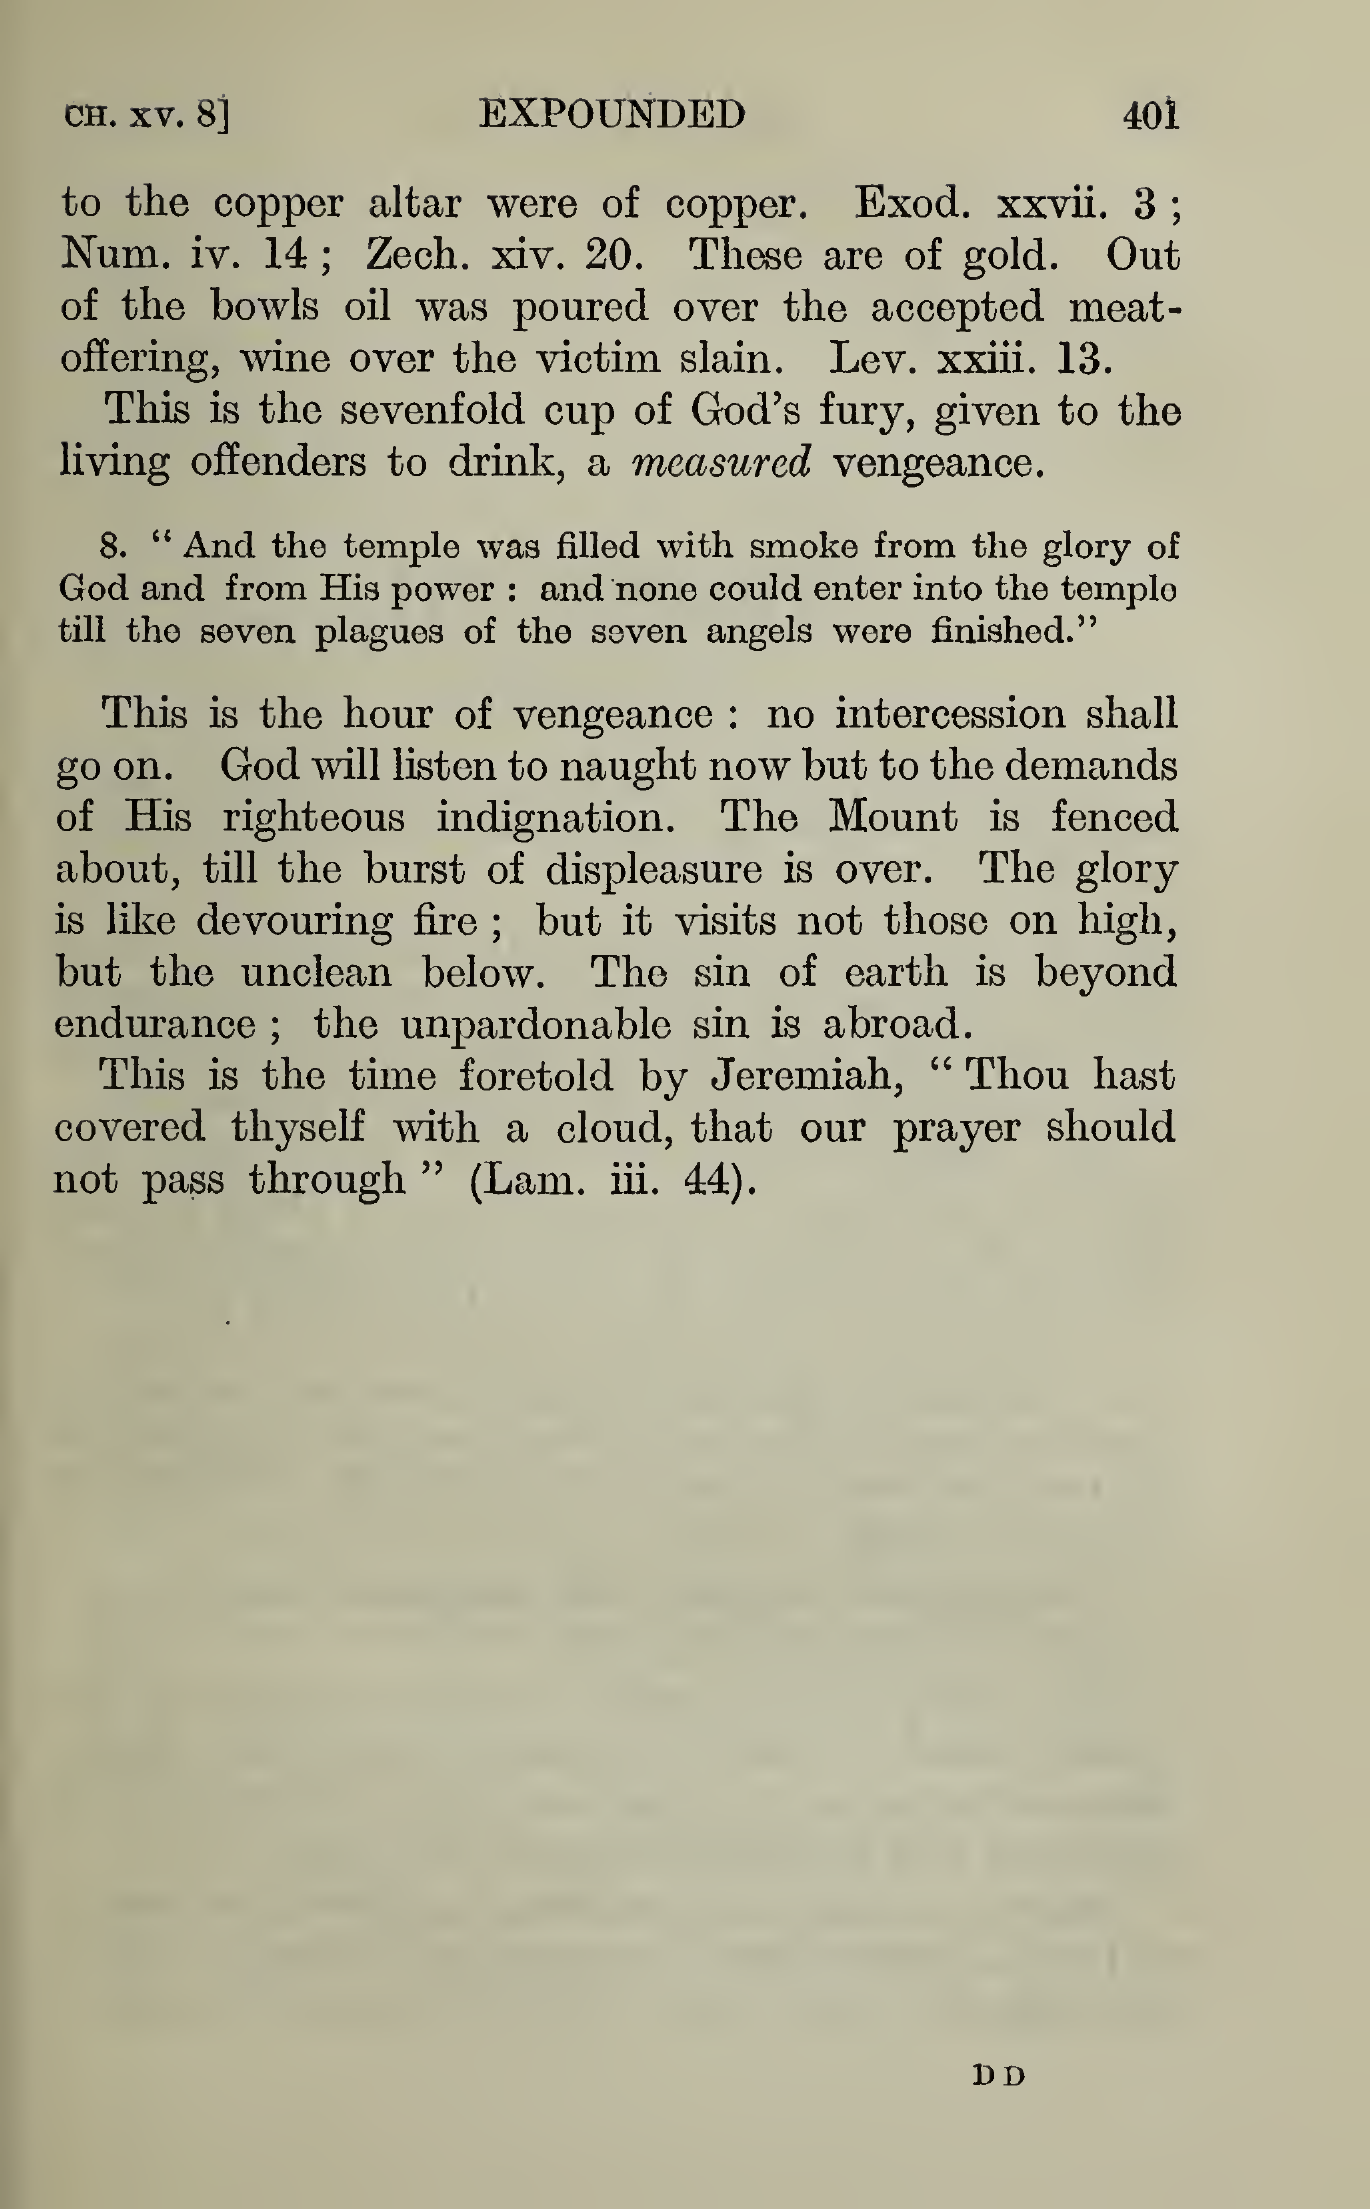 CH. XV. 8] EXPOUNDED 401
to the copper altar were of copper. Exod. xxvii. 3 ;
Num. iv. 14 ; Zech. xiv. 20. These are of gold. Out
of the bowls oil was poured over the accepted meat-
offering, wine over the victim slain. Lev. xxiii. 13.
This is the sevenfold cup of God's fury, given to the
living offenders to drink, a measured vengeance.
8. " And the temple was filled with smoke from the glory of
God and from His power : and none could enter into the temple
till the seven plagues of the seven angels were finished."
This is the hour of vengeance : no intercession shall
go on. God will listen to naught now but to the demands
of His righteous indignation. The Mount is fenced
about, till the burst of displeasure is over. The glory
is like devouring fire ; but it visits not those on high,
but the unclean below. The sin of earth is beyond
endurance ; the unpardonable sin is abroad.
This is the time foretold by Jeremiah, " Thou hast
covered thyself with a cloud, that our prayer should
not pass through " (Lam. iii. 44).
D D